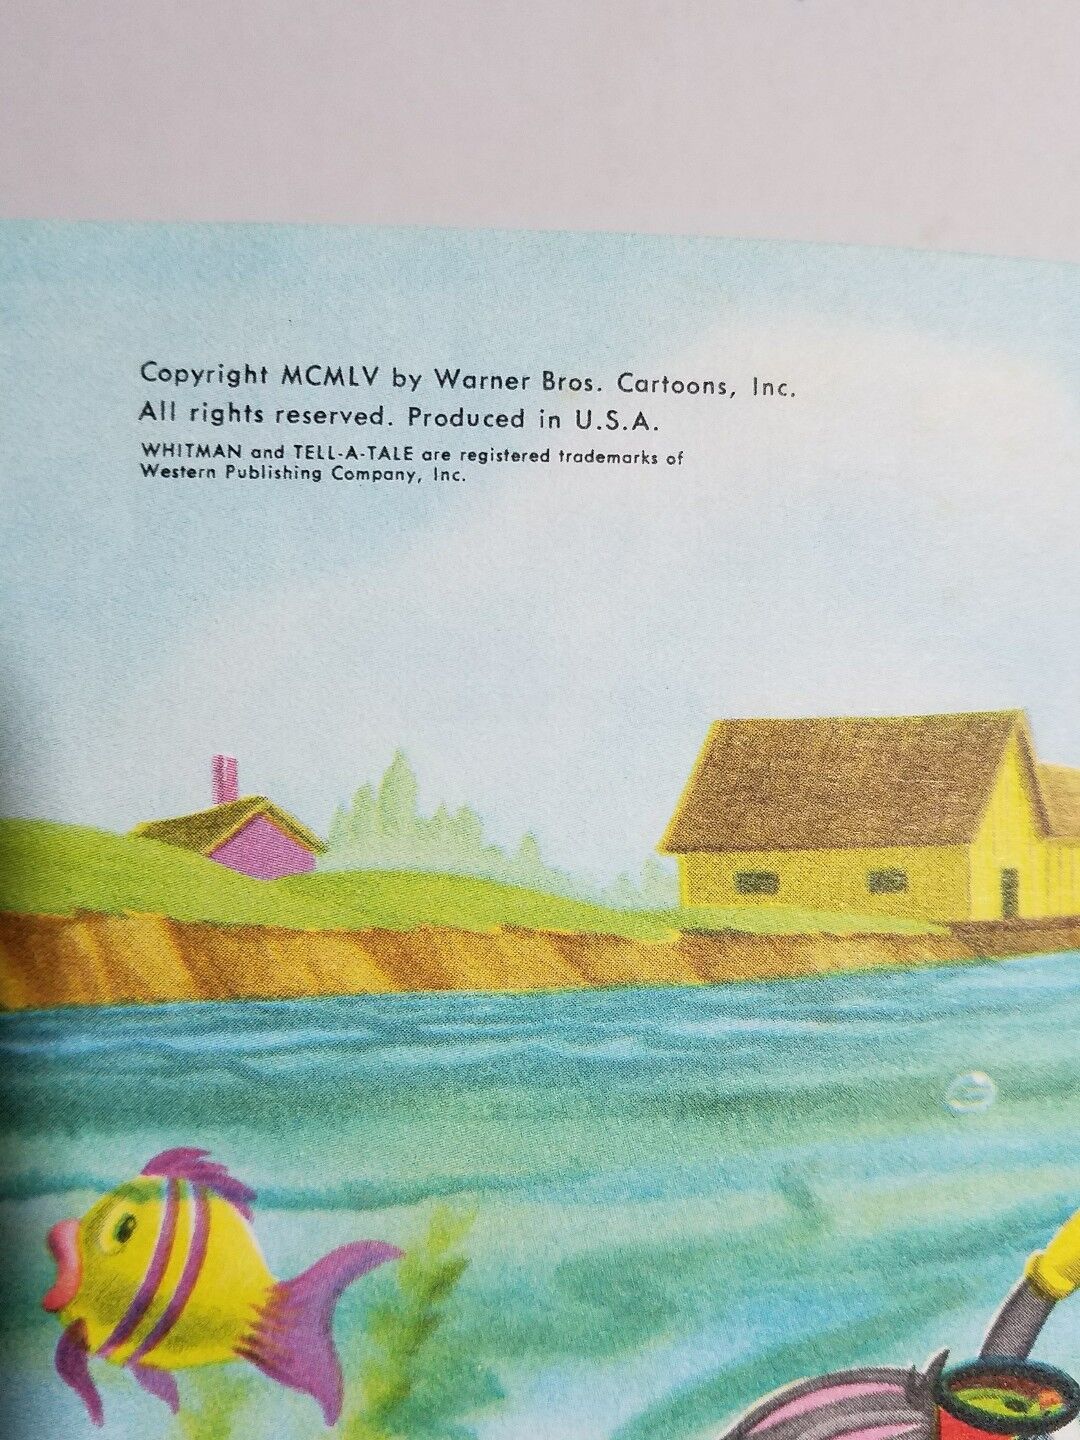 Copyright MCMLV by Warner Bros. Cartoons, Inc.
All rights reserved. Produced in U.S.A.
WHITMAN and TELL-A-TALE are registered trademarks of
Western Publishing Company, Inc.